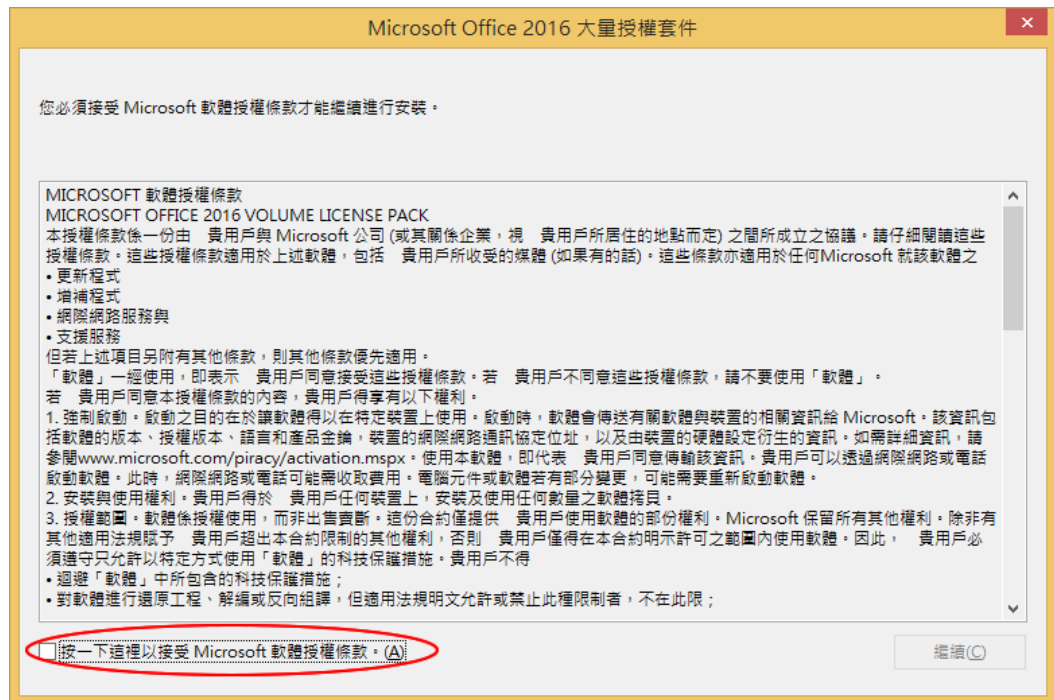 Microsoft Office 2016 大量授權套件
您必須接受 Microsoft 軟體授權條款才能繼續進行安裝。
MICROSOFT 軟體授權條款
MICROSOFT OFFICE 2016 VOLUME LICENSE PACK
本授權條款係一份由　貴用戶與 Microsoft 公司 (或其關係企業，視　貴用戶所居住的地點而定) 之間所成立之協議。請仔細閱讀這些
授權條款。這些授權條款適用於上述軟體，包括　貴用戶所收受的媒體 (如果有的話)。這些條款亦適用於任何Microsoft 就該軟體之
• 更新程式
• 增補程式
• 網際網路服務與
• 支援服務
但若上述項目另附有其他條款，則其他條款優先適用。
「軟體」一經使用，即表示　貴用戶同意接受這些授權條款。若　貴用戶不同意這些授權條款，請不要使用「軟體」。
若　貴用戶同意本授權條款的內容，貴用戶得享有以下權利。
1. 強制啟動。啟動之目的在於讓軟體得以在特定裝置上使用。啟動時，軟體會傳送有關軟體與裝置的相關資訊給 Microsoft。該資訊包
括軟體的版本、授權版本、語言和產品金鑰，裝置的網際網路通訊協定位址，以及由裝置的硬體設定衍生的資訊。如需詳細資訊，請
參閱www.microsoft.com/piracy/activation.mspx。使用本軟體，即代表　貴用戶同意傳輸該資訊。貴用戶可以透過網際網路或電話
啟動軟體。此時，網際網路或電話可能需收取費用。電腦元件或軟體若有部分變更，可能需要重新啟動軟體。
2. 安裝與使用權利。貴用戶得於　貴用戶任何裝置上，安裝及使用任何數量之軟體拷貝。
3. 授權範圍。軟體係授權使用，而非出售賣斷。這份合約僅提供　貴用戶使用軟體的部份權利。Microsoft 保留所有其他權利。除非有
其他適用法規賦予　貴用戶超出本合約限制的其他權利，否則　貴用戶僅得在本合約明示許可之範圍內使用軟體。因此，　貴用戶必
須遵守只允許以特定方式使用「軟體」的科技保護措施。貴用戶不得
• 迴避「軟體」中所包含的科技保護措施；
• 對軟體進行還原工程、解編或反向組譯，但適用法規明文允許或禁止此種限制者，不在此限；
按一下這裡以接受 Microsoft 軟體授權條款。(A)
繼續(C)